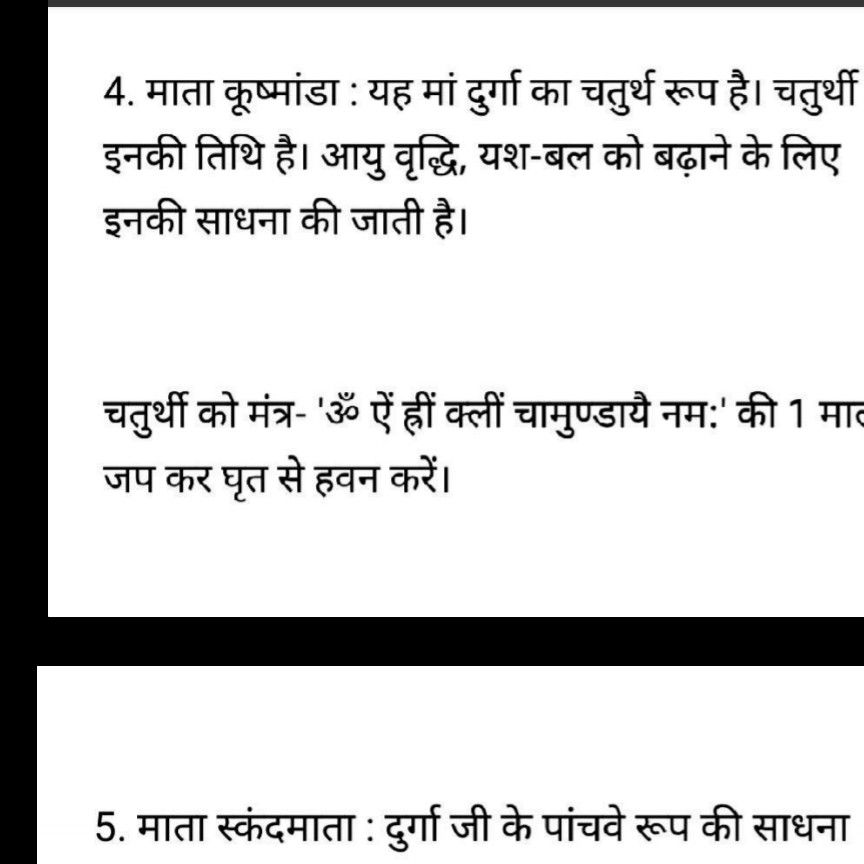 4. माता कूष्मांडा : यह मां दुर्गा का चतुर्थ रूप है। चतुर्थी
इनकी तिथि है। आयु वृद्धि, यश-बल को बढ़ाने के लिए
इनकी साधना की जाती है।
चतुर्थी को मंत्र- 'ॐ ऐं ह्रीं क्लीं चामुण्डायै नम:' की 1
जप कर घृत से हवन करें।
5. माता स्कंदमाता : दुर्गा जी के पांचवे रूप की साधना